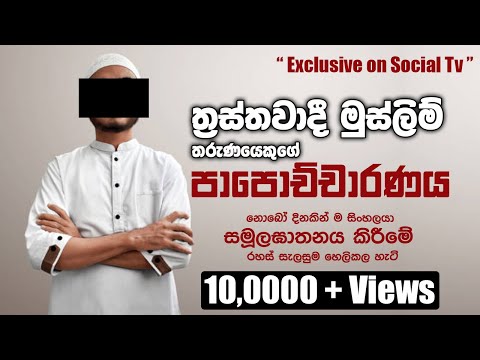 “ Exclusive on Social Tv ”
ත්‍රස්තවාදී මුස්ලිම්
තරුණයෙකුගේ
පාපොච්චාරණය
නොබෝ දිනකින් ම සිංහලයා
සමූලඝාතනය කිරීමේ
රහස් සැලසුම හෙලිකල හැටි
10,0000 + Views